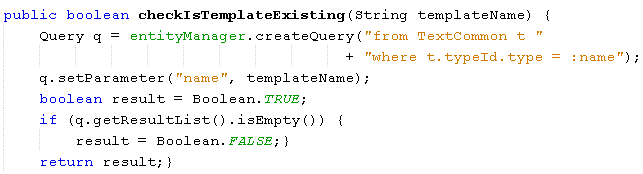 public boolean checkIsTemplateExisting(String templateName) {
    Query q = entityManager.createQuery("from TextCommon t "
                                      + "where t.typeId.type = :name");
    q.setParameter("name", templateName);
    boolean result = Boolean.TRUE;
    if (q.getResultList().isEmpty()) {
        result = Boolean.FALSE;}
    return result;}